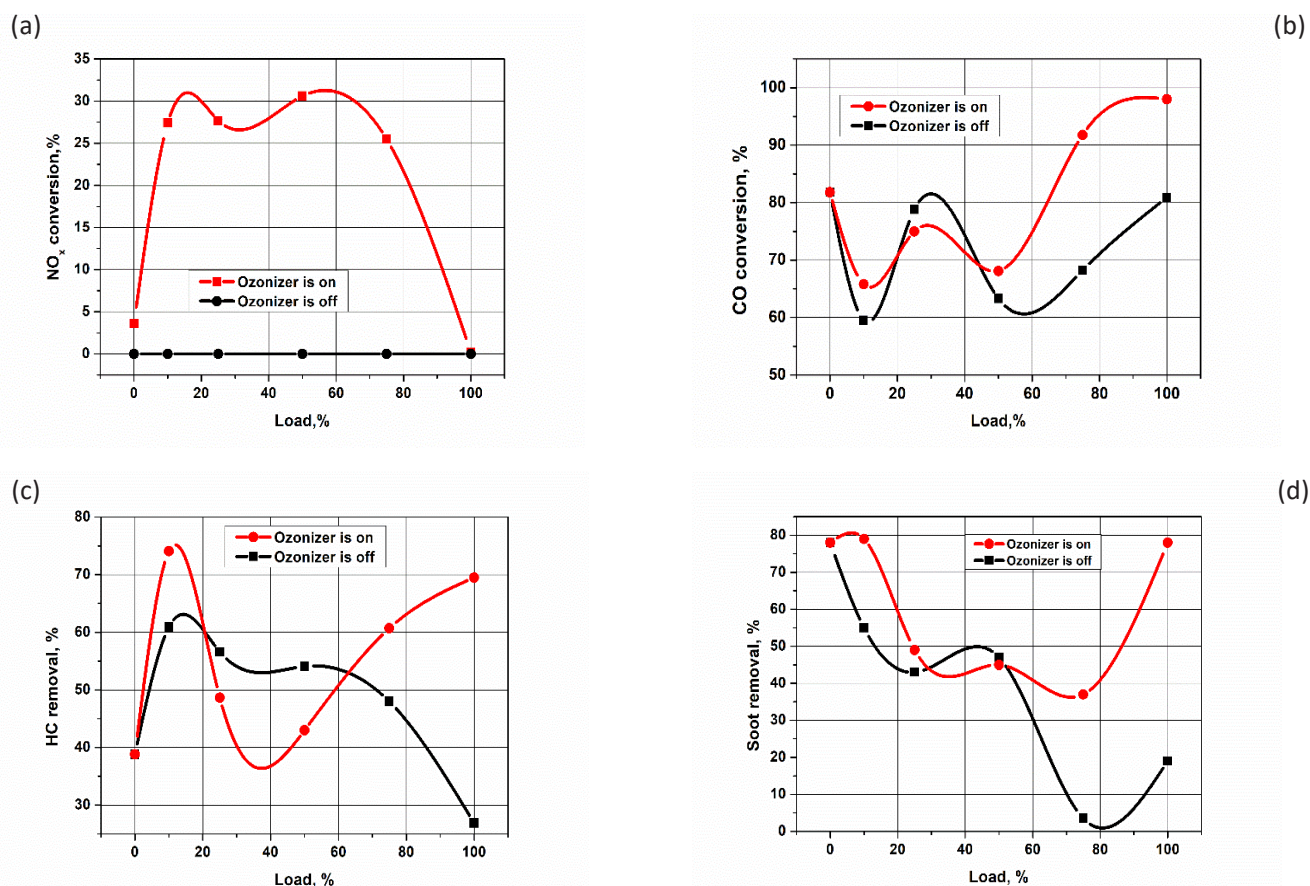 (a)
35
30
25
20
15
10
5
0
NOx conversion,%
Ozonizer is on
Ozonizer is off
0 20 40 60 80 100
Load,%
(b)
100
90
80
70
60
50
CO conversion, %
Ozonizer is on
Ozonizer is off
0 20 40 60 80 100
Load,%
(c)
80
70
60
50
40
30
HC removal, %
Ozonizer is on
Ozonizer is off
0 20 40 60 80 100
Load, %
(d)
80
70
60
50
40
30
20
10
0
Soot removal, %
Ozonizer is on
Ozonizer is off
0 20 40 60 80 100
Load, %